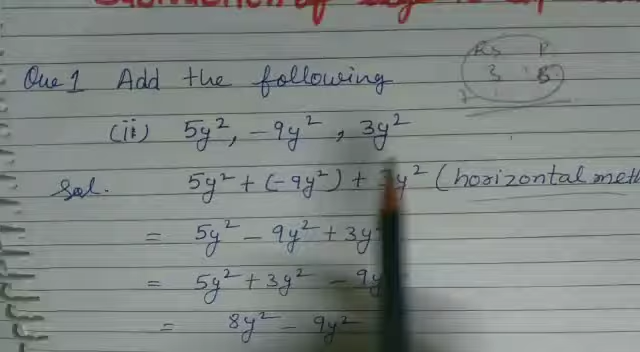 of
Que 1 Add the following
(ii) 5y², -9y², 3y²
Sol. 5y² + (-9y²) + y² (horizontal
= 5y² - 9y² + 3y
= 5y² + 3y² - 9y
= 8y² - 9y²